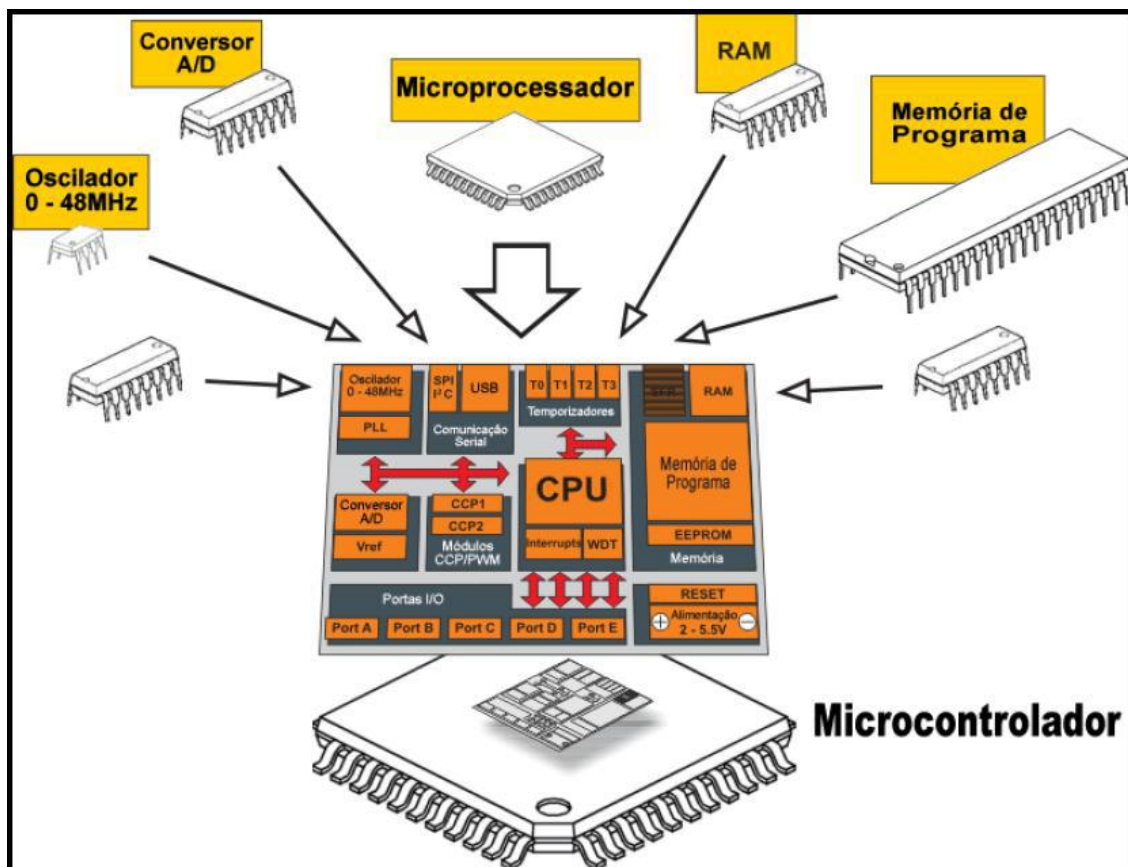 Conversor
A/D
Microprocessador
RAM
Memória de
Programa
Oscilador
0 - 48MHz
Oscilador
0 - 48MHz
PLL
SPI
I²C
USB
Comunicação
Serial
T0
T1
T2
T3
Temporizadores
SFR
RAM
Memória de
Programa
EEPROM
Memória
Conversor
A/D
Vref
CCP1
CCP2
Módulos
CCP/PWM
CPU
Interrupts
WDT
Portas I/O
Port A
Port B
Port C
Port D
Port E
RESET
+
Alimentação
2 - 5.5V
−
Microcontrolador